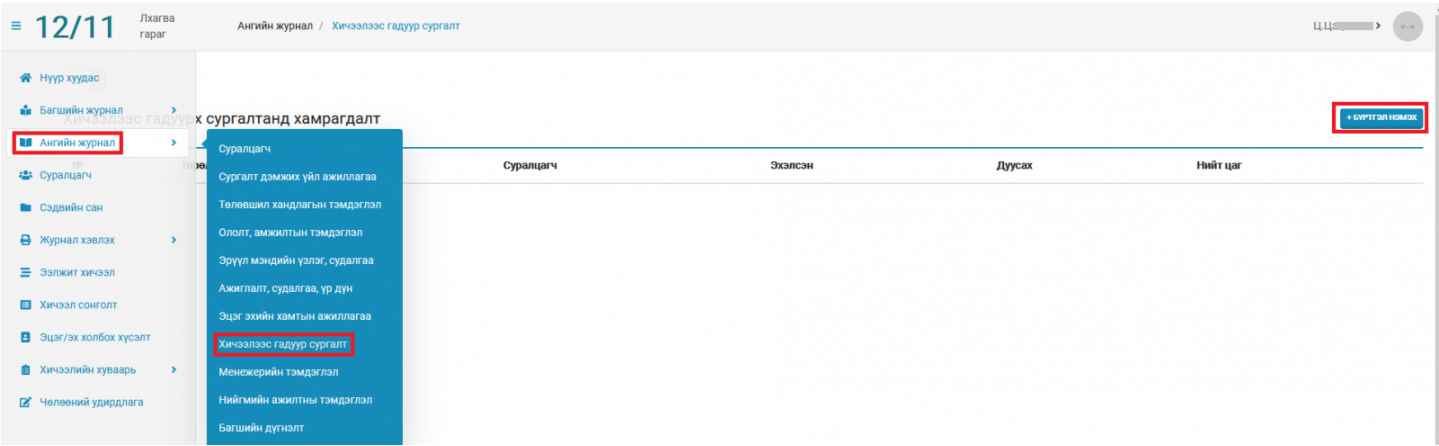 12/11
Лхагва
гараг
Ангийн журнал / Хичээлээс гадуур сургалт
Нүүр хуудас
Багшийн журнал
Ангийн журнал
Суралцагч
Сэдвийн сан
Журнал хэвлэх
Ээлжит хичээл
Хичээл сонголт
Эцэг/эх холбох хүсэлт
Хичээлийн хуваарь
Чөлөөний удирдлага
Хичээлээс гадуурх сургалтанд хамрагдалт
+ БҮРТГЭЛ НЭМЭХ
№ Суралцагч Эхэлсэн Дуусах Нийт цаг
Суралцагч
Сургалт дэмжих үйл ажиллагаа
Төлөвшил хандлагын тэмдэглэл
Ололт, амжилтын тэмдэглэл
Эрүүл мэндийн үзлэг, судалгаа
Ажиглалт, судалгаа, үр дүн
Эцэг эхийн хамтын ажиллагаа
Хичээлээс гадуур сургалт
Менежерийн тэмдэглэл
Нийгмийн ажилтны тэмдэглэл
Багшийн дүгнэлт